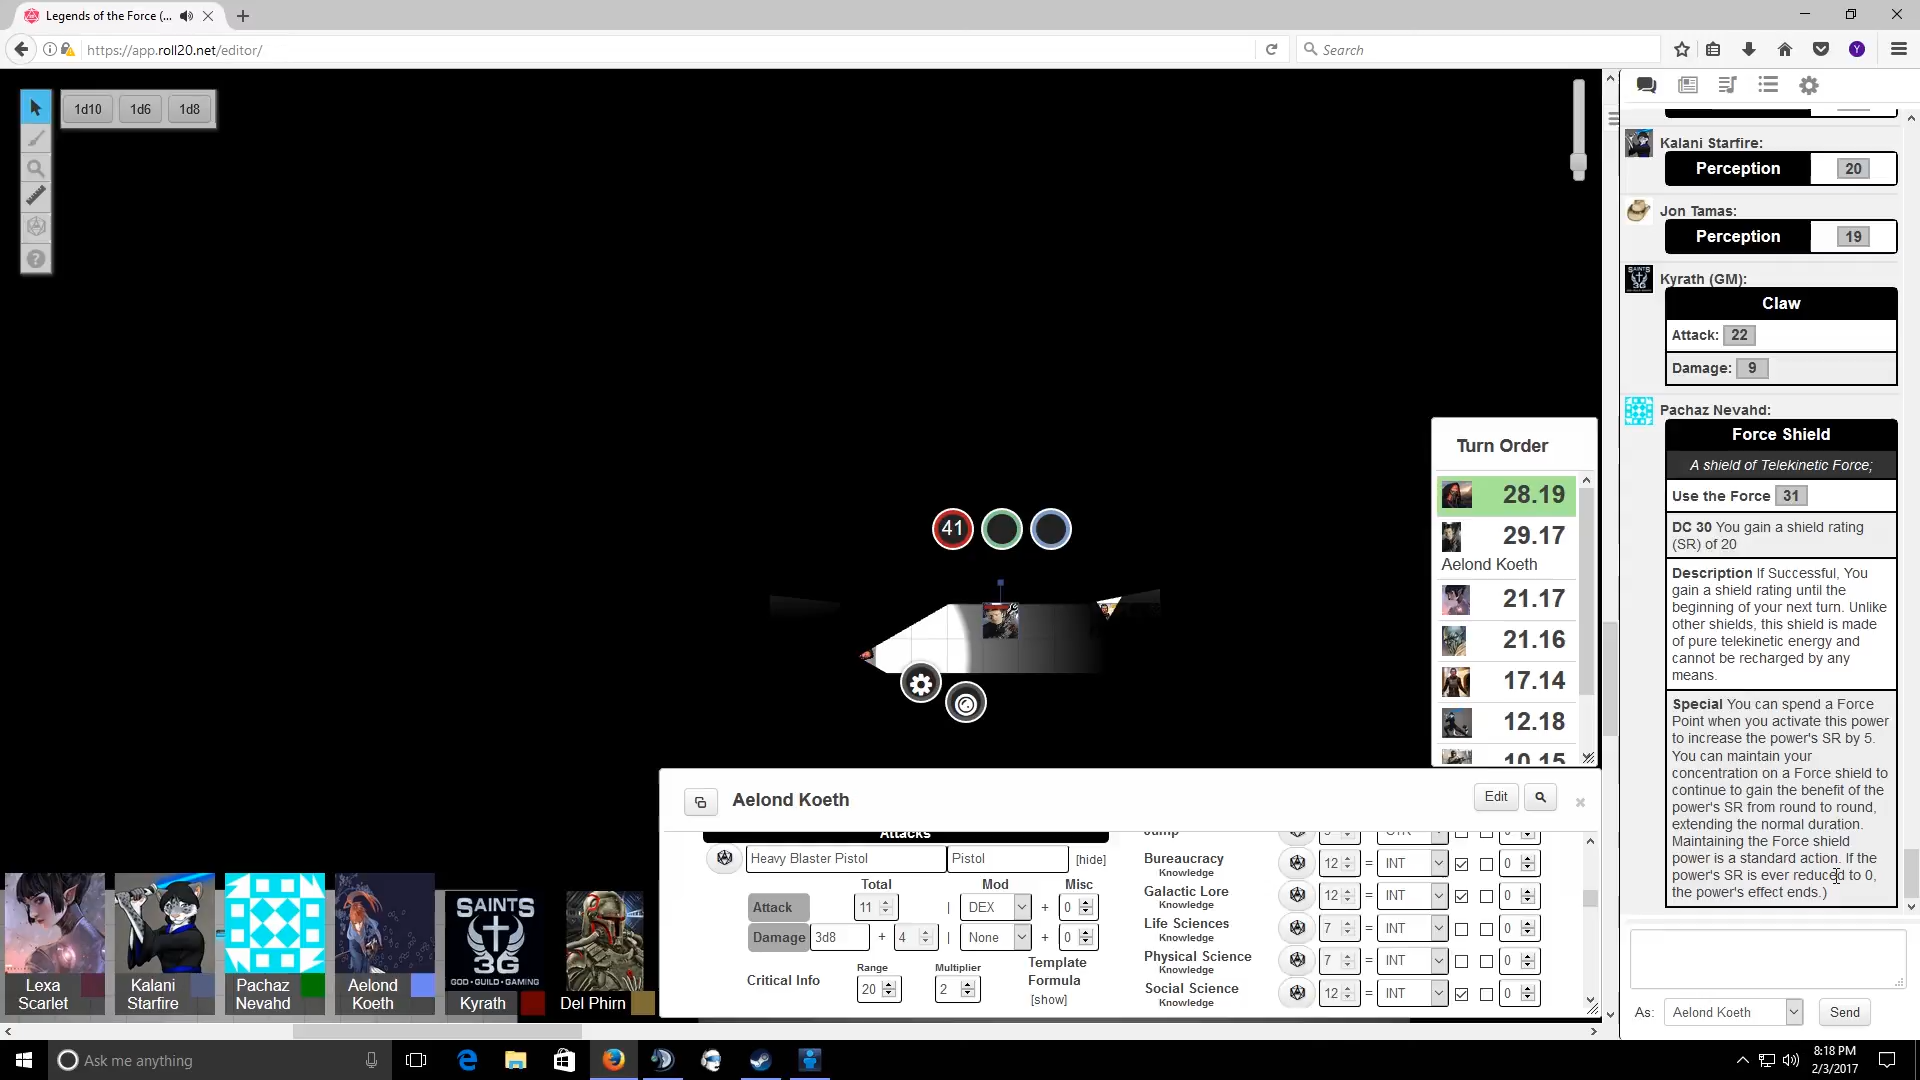 Legends of the Force (...
https://app.roll20.net/editor/
Search
1d10
1d6
1d8
Kalani Starfire:
Perception
20
Jon Tamas:
Perception
19
Kyrath (GM):
Claw
Attack: 22
Damage: 9
Pachaz Nevahd:
Force Shield
A shield of Telekinetic Force;
Use the Force 31
DC 30 You gain a shield rating
(SR) of 20
Description If Successful, You
gain a shield rating until the
beginning of your next turn. Unlike
other shields, this shield is made
of pure telekinetic energy and
cannot be recharged by any
means.
Special You can spend a Force
Point when you activate this power
to increase the power's SR by 5.
You can maintain your
concentration on a Force shield to
continue to gain the benefit of the
power's SR from round to round,
extending the normal duration.
Maintaining the Force shield
power is a standard action. If the
power's SR is ever reduced to 0,
the power's effect ends.)
As:
Aelond Koeth
Send
41
Turn Order
28.19
29.17
Aelond Koeth
21.17
21.16
17.14
12.18
10.15
Aelond Koeth
Edit
Attacks
Heavy Blaster Pistol
Pistol
[hide]
Total
Mod
Misc
Attack
11
|
DEX
+
0
Damage
3d8
+
4
|
None
+
0
Critical Info
Range
20
Multiplier
2
Template
Formula
[show]
Jump
Bureaucracy
Knowledge
12
=
INT
0
Galactic Lore
Knowledge
12
=
INT
0
Life Sciences
Knowledge
7
=
INT
0
Physical Science
Knowledge
7
=
INT
0
Social Science
Knowledge
12
=
INT
0
Lexa
Scarlet
Kalani
Starfire
Pachaz
Nevahd
Aelond
Koeth
SAINTS
3G
GOD • GUILD • GAMING
Kyrath
Del Phirn
Ask me anything
8:18 PM
2/3/2017